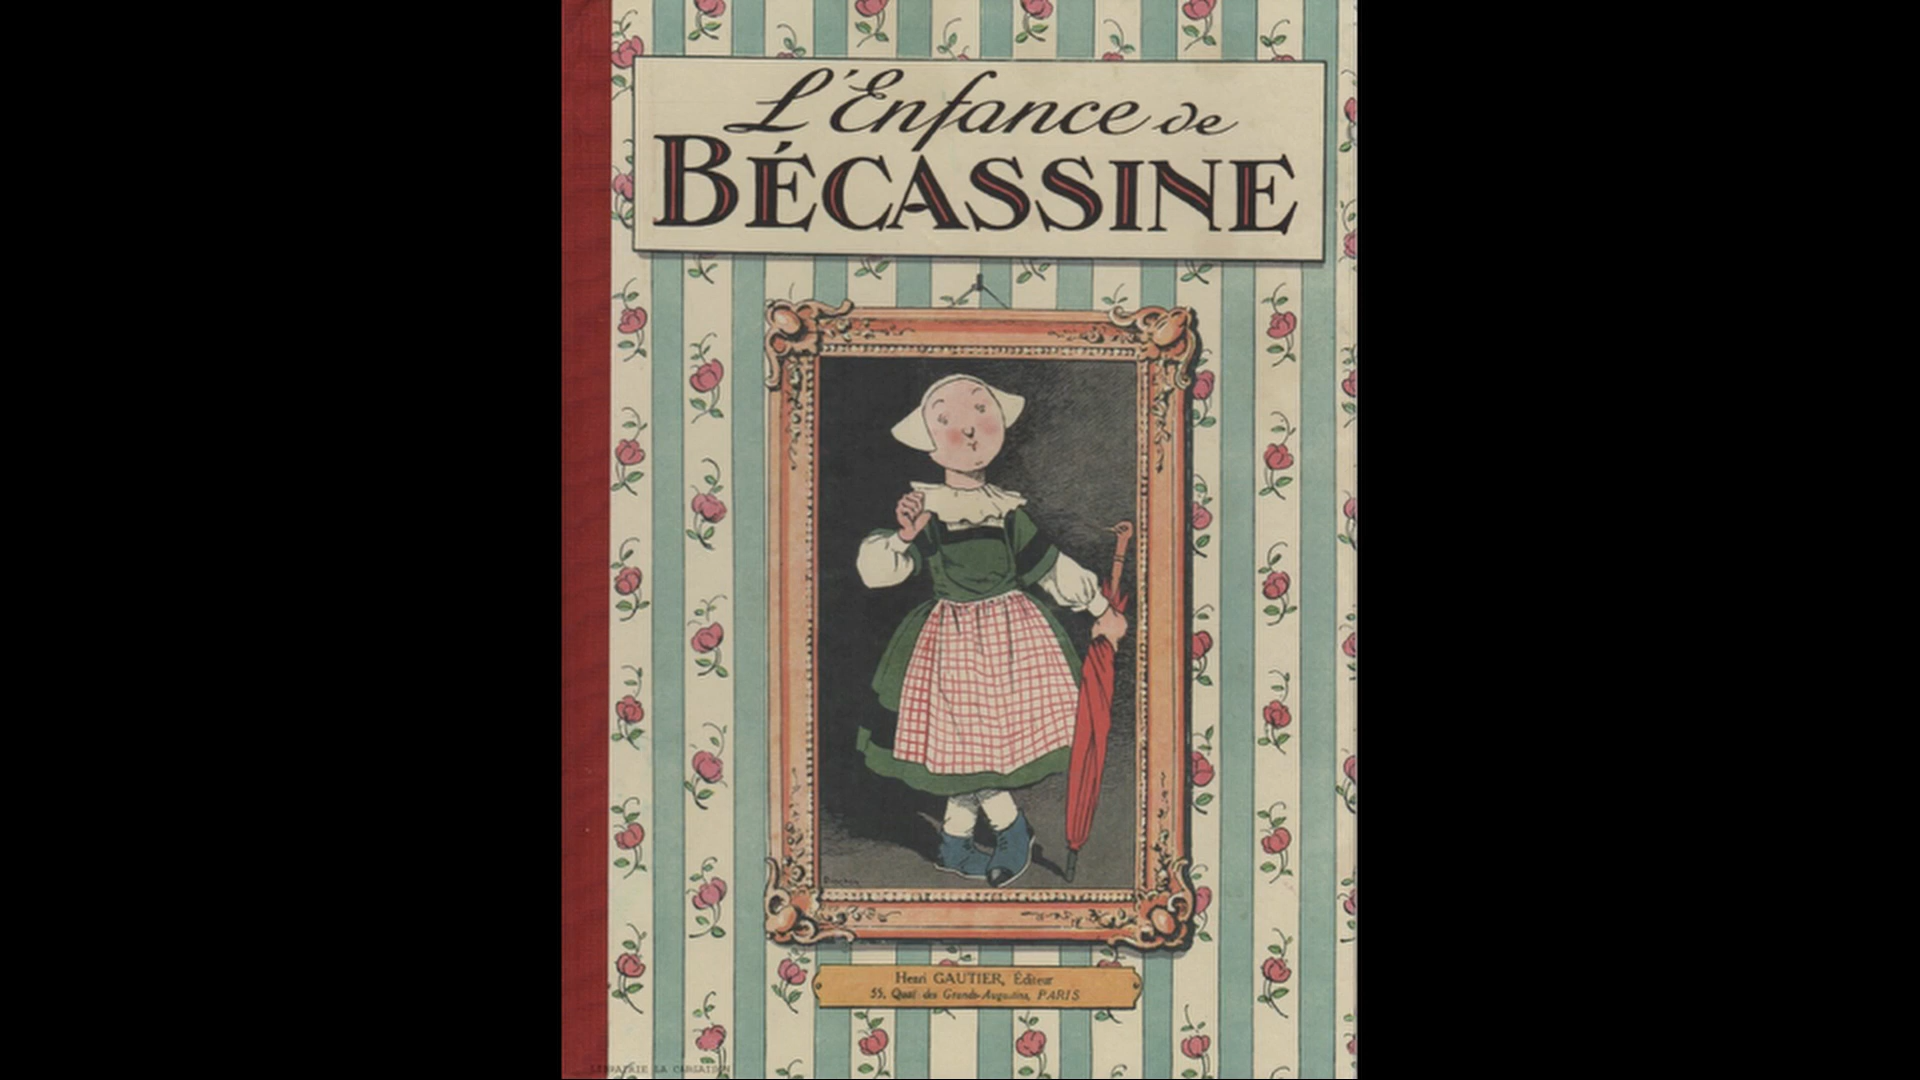 L'Enfance de
BÉCASSINE
Henri GAUTIER, Éditeur
55, Quai des Grands-Augustins, PARIS
LIBRAIRIE LA CARGAISON